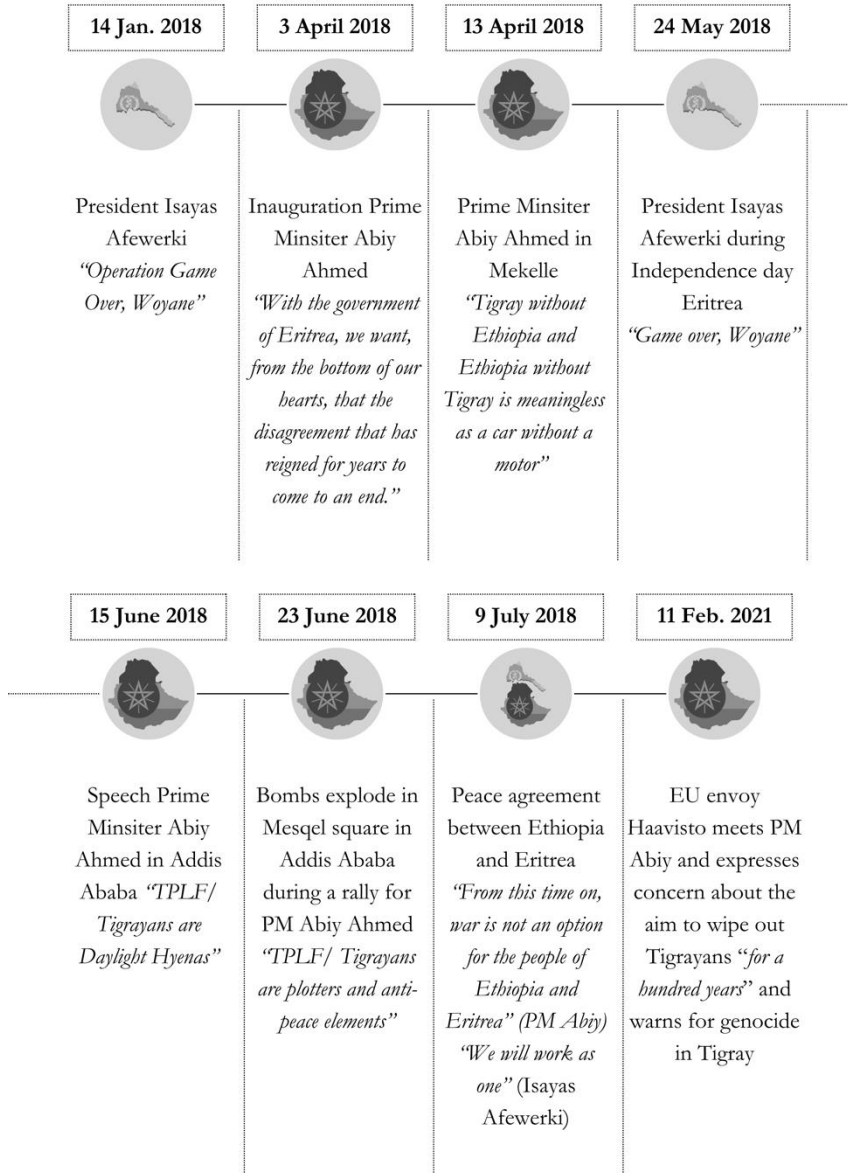 14 Jan. 2018
President Isayas
Afewerki
“Operation Game
Over, Woyane”
3 April 2018
Inauguration Prime
Minsiter Abiy
Ahmed
“With the government
of Eritrea, we want,
from the bottom of our
hearts, that the
disagreement that has
reigned for years to
come to an end.”
13 April 2018
Prime Minsiter
Abiy Ahmed in
Mekelle
“Tigray without
Ethiopia and
Ethiopia without
Tigray is meaningless
as a car without a
motor”
24 May 2018
President Isayas
Afewerki during
Independence day
Eritrea
“Game over, Woyane”
15 June 2018
Speech Prime
Minsiter Abiy
Ahmed in Addis
Ababa “TPLF/
Tigrayans are
Daylight Hyenas”
23 June 2018
Bombs explode in
Mesqel square in
Addis Ababa
during a rally for
PM Abiy Ahmed
“TPLF/ Tigrayans
are plotters and anti-
peace elements”
9 July 2018
Peace agreement
between Ethiopia
and Eritrea
“From this time on,
war is not an option
for the people of
Ethiopia and
Eritrea” (PM Abiy)
“We will work as
one” (Isayas
Afewerki)
11 Feb. 2021
EU envoy
Haavisto meets PM
Abiy and expresses
concern about the
aim to wipe out
Tigrayans “for a
hundred years” and
warns for genocide
in Tigray